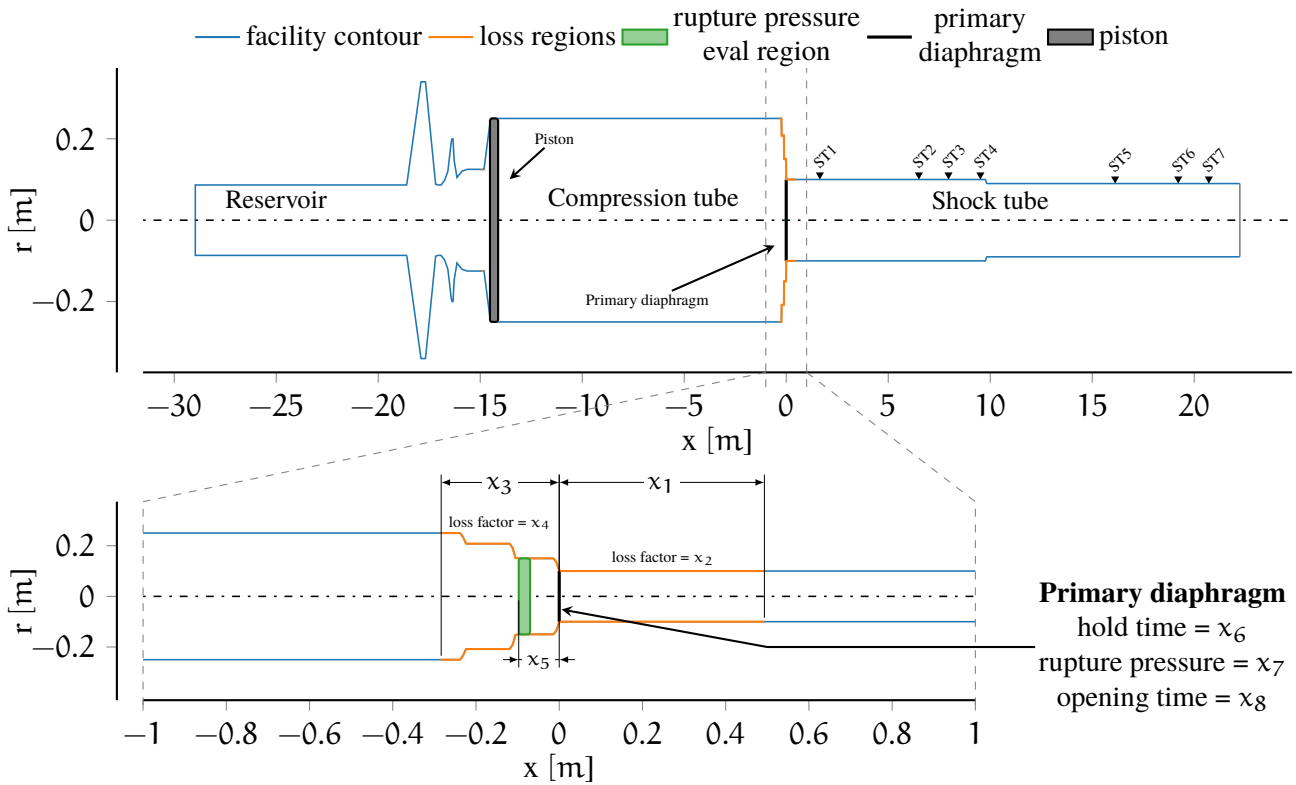 facility contour
loss regions
rupture pressure
eval region
primary
diaphragm
piston
r [m]
0.2
0
−0.2
Reservoir
Piston
Compression tube
Primary diaphragm
Shock tube
ST1
ST2
ST3
ST4
ST5
ST6
ST7
−30 −25 −20 −15 −10 −5 0 5 10 15 20
x [m]
r [m]
0.2
0
−0.2
x₃
x₁
loss factor = x₄
loss factor = x₂
x₅
Primary diaphragm
hold time = x₆
rupture pressure = x₇
opening time = x₈
−1 −0.8 −0.6 −0.4 −0.2 0 0.2 0.4 0.6 0.8 1
x [m]